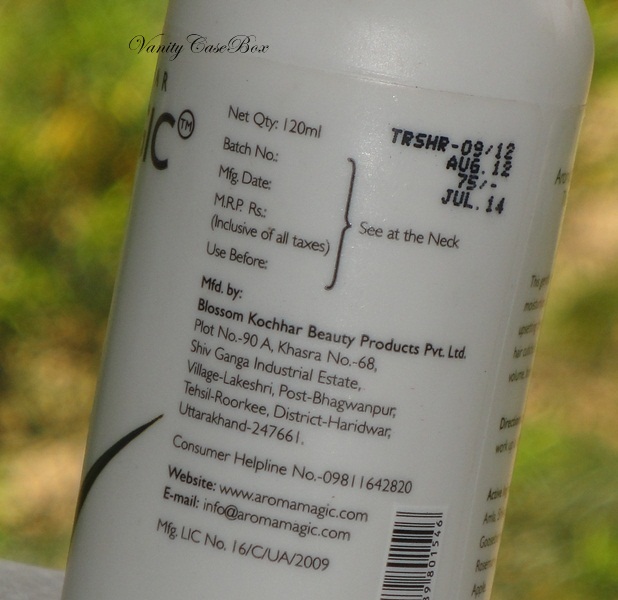 VanityCaseBox
IC™
Net Qty: 120ml
TRSHR-09/12
AUG.12
75/-
JUL.14
Batch No.:
Mfg. Date:
M.R.P. Rs.:
(Inclusive of all taxes)
Use Before:
See at the Neck
Mfd. by:
Blossom Kochhar Beauty Products Pvt. Ltd.
Plot No.-90 A, Khasra No.-68,
Shiv Ganga Industrial Estate,
Village-Lakeshri, Post-Bhagwanpur,
Tehsil-Roorkee, District-Haridwar,
Uttarakhand-247661.
Consumer Helpline No.-09811642820
Website: www.aromamagic.com
E-mail: info@aromamagic.com
Mfg. LIC No. 16/C/UA/2009